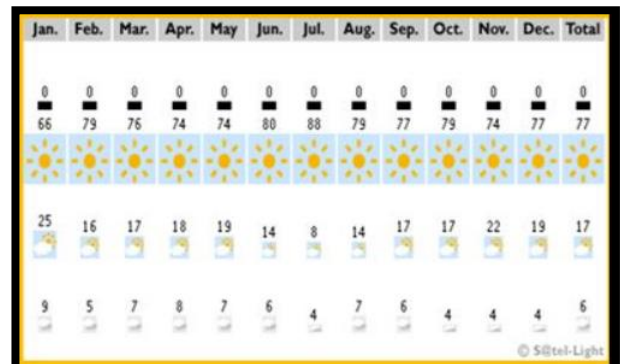 Jan. Feb. Mar. Apr. May Jun. Jul. Aug. Sep. Oct. Nov. Dec. Total
0 0 0 0 0 0 0 0 0 0 0 0 0
66 79 76 74 74 80 88 79 77 79 74 77 77
25 16 17 18 19 14 8 14 17 17 22 19 17
9 5 7 8 7 6 4 7 6 4 4 4 6
© S@tel-Light